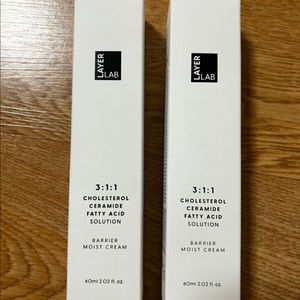 LAYER
LAB
3:1:1
CHOLESTEROL
CERAMIDE
FATTY ACID
SOLUTION
BARRIER
MOIST CREAM
60ml 2.02 fl. oz.
LAYER
LAB
3:1:1
CHOLESTEROL
CERAMIDE
FATTY ACID
SOLUTION
BARRIER
MOIST CREAM
60ml 2.02 fl. oz.